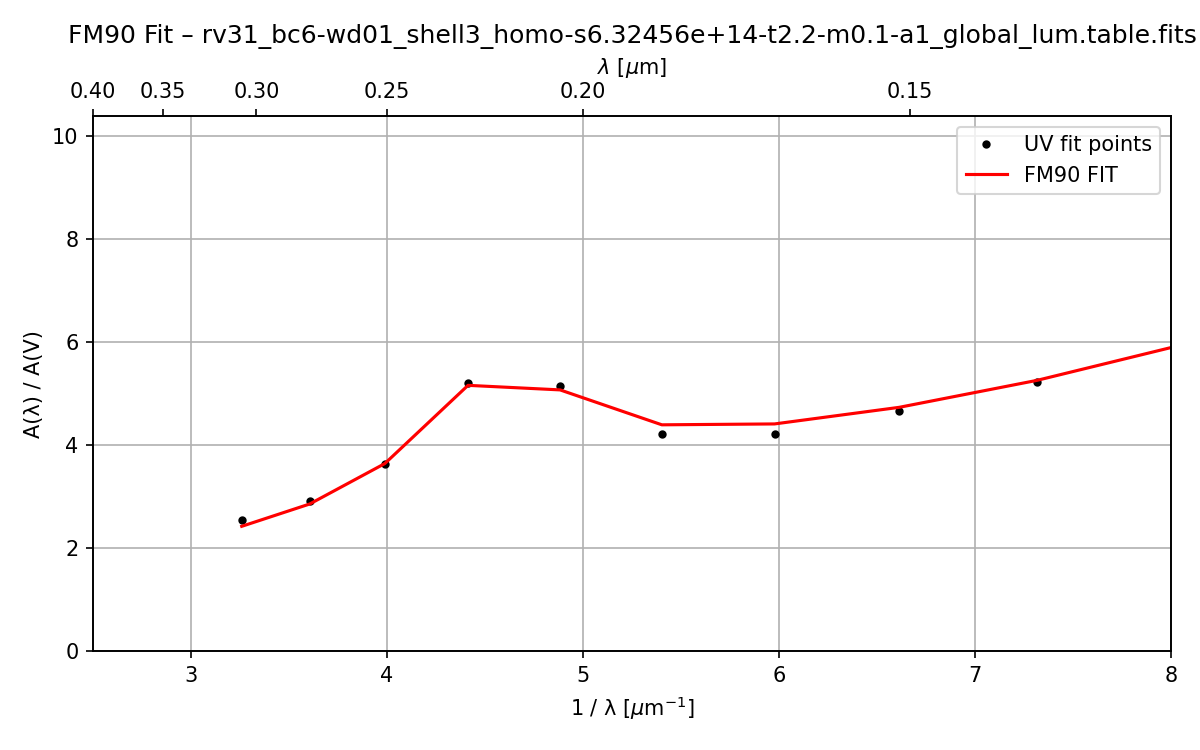 FM90 Fit – rv31_bc6-wd01_shell3_homo-s6.32456e+14-t2.2-m0.1-a1_global_lum.table.fits
λ [μm]
0.40 0.35 0.30 0.25 0.20 0.15
UV fit points
FM90 FIT
A(λ) / A(V)
10
8
6
4
2
0
3 4 5 6 7 8
1 / λ [μm⁻¹]